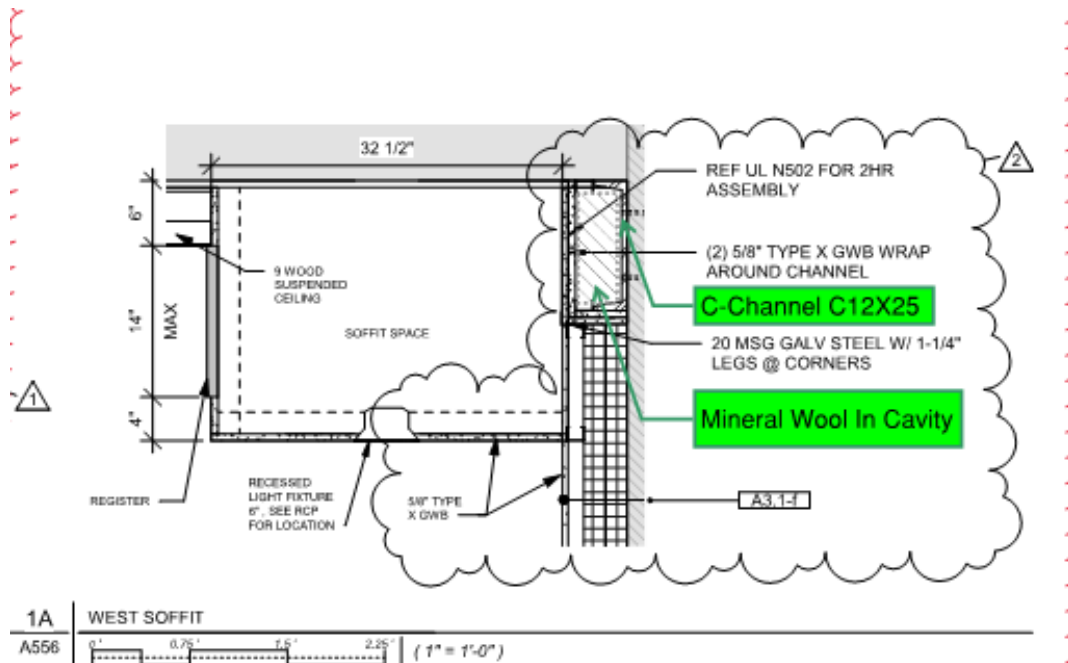 32 1/2"
2
REF UL N502 FOR 2HR
ASSEMBLY
6"
(2) 5/8" TYPE X GWB WRAP
AROUND CHANNEL
9 WOOD
SUSPENDED
CEILING
C-Channel C12X25
14"
MAX
SOFFIT SPACE
20 MSG GALV STEEL W/ 1-1/4"
LEGS @ CORNERS
1
4"
Mineral Wool In Cavity
REGISTER
RECESSED
LIGHT FIXTURE
6", SEE RCP
FOR LOCATION
5/8" TYPE
X GWB
A3.1-f
1A
WEST SOFFIT
A556
0'
0.75'
1.5'
2.25'
( 1" = 1'-0" )